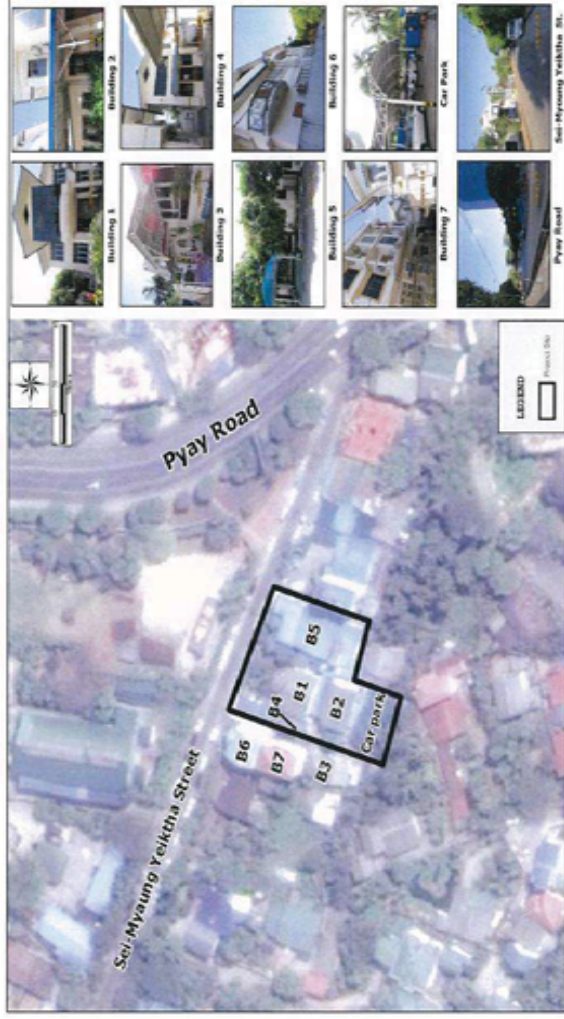 Pyay Road
Sei-Myaung Yeiktha Street
B5
B1
B4
B2
Car park
B6
B7
B3
LEGEND
Project Site
Building 1
Building 2
Building 3
Building 4
Building 5
Building 6
Building 7
Car Park
Pyay Road
Sei-Myaung Yeiktha St.